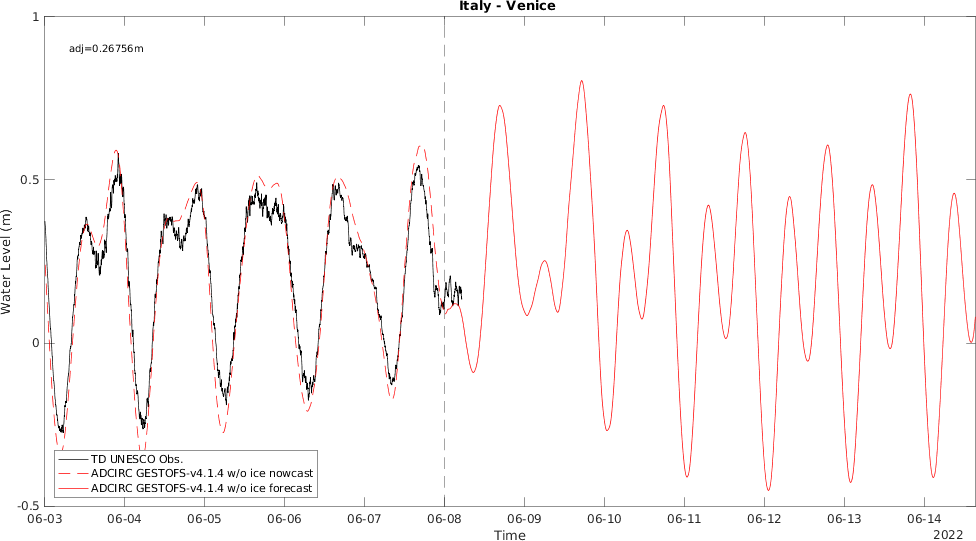 Italy - Venice
adj=0.26756m
1
0.5
0
-0.5
Water Level (m)
TD UNESCO Obs.
ADCIRC GESTOFS-v4.1.4 w/o ice nowcast
ADCIRC GESTOFS-v4.1.4 w/o ice forecast
06-03 06-04 06-05 06-06 06-07 06-08 06-09 06-10 06-11 06-12 06-13 06-14
Time
2022